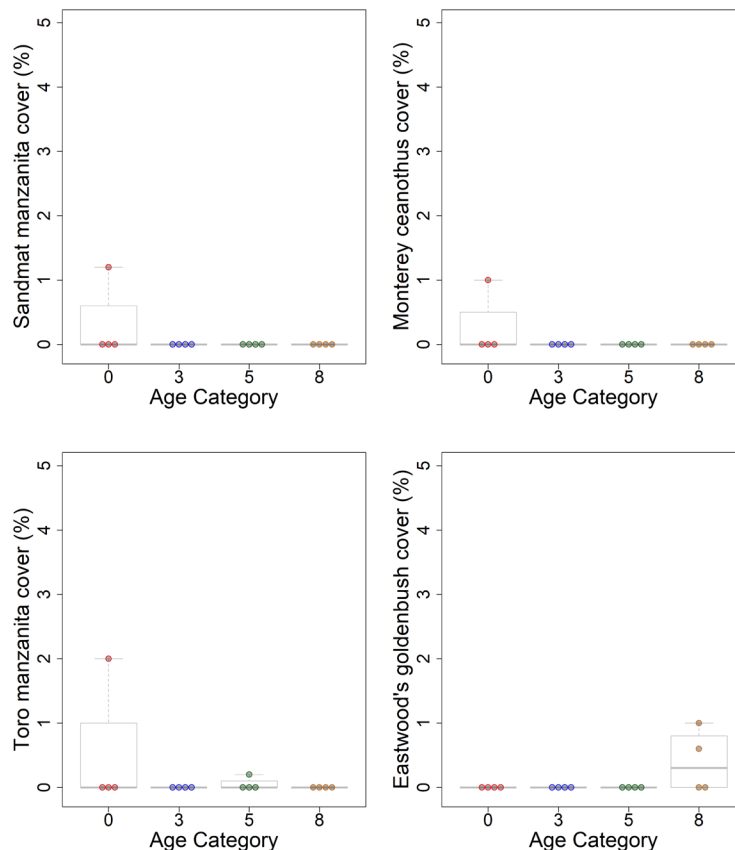 Sandmat manzanita cover (%)
5
4
3
2
1
0
0 3 5 8
Age Category
Monterey ceanothus cover (%)
5
4
3
2
1
0
0 3 5 8
Age Category
Toro manzanita cover (%)
5
4
3
2
1
0
0 3 5 8
Age Category
Eastwood's goldenbush cover (%)
5
4
3
2
1
0
0 3 5 8
Age Category